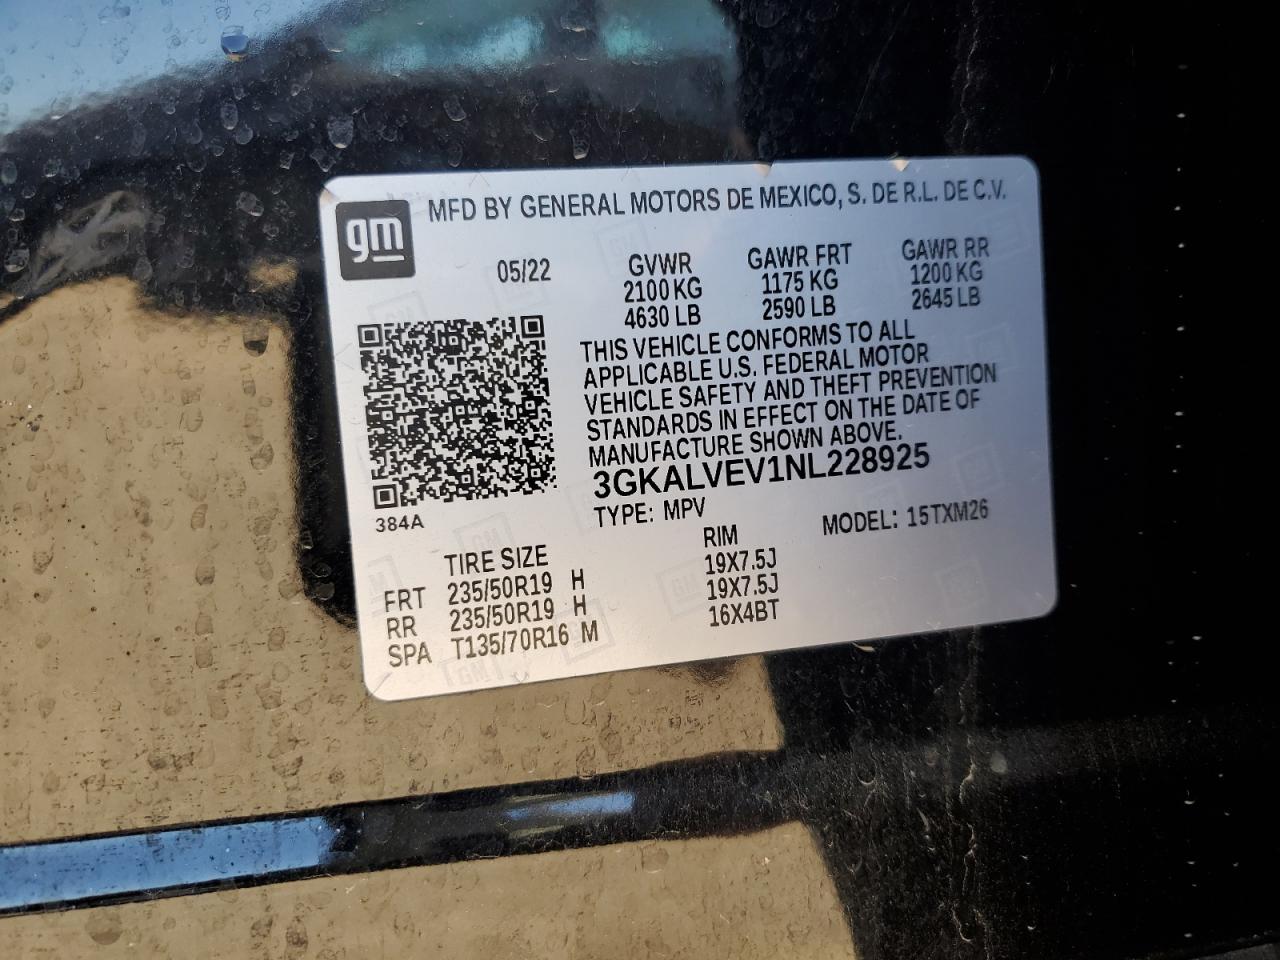 gm
MFD BY GENERAL MOTORS DE MEXICO, S. DE R.L. DE C.V.
05/22 GVWR GAWR FRT GAWR RR
2100 KG 1175 KG 1200 KG
4630 LB 2590 LB 2645 LB
THIS VEHICLE CONFORMS TO ALL
APPLICABLE U.S. FEDERAL MOTOR
VEHICLE SAFETY AND THEFT PREVENTION
STANDARDS IN EFFECT ON THE DATE OF
MANUFACTURE SHOWN ABOVE.
3GKALVEV1NL228925
384A
TYPE: MPV MODEL: 15TXM26
TIRE SIZE RIM
FRT 235/50R19 H 19X7.5J
RR 235/50R19 H 19X7.5J
SPA T135/70R16 M 16X4BT